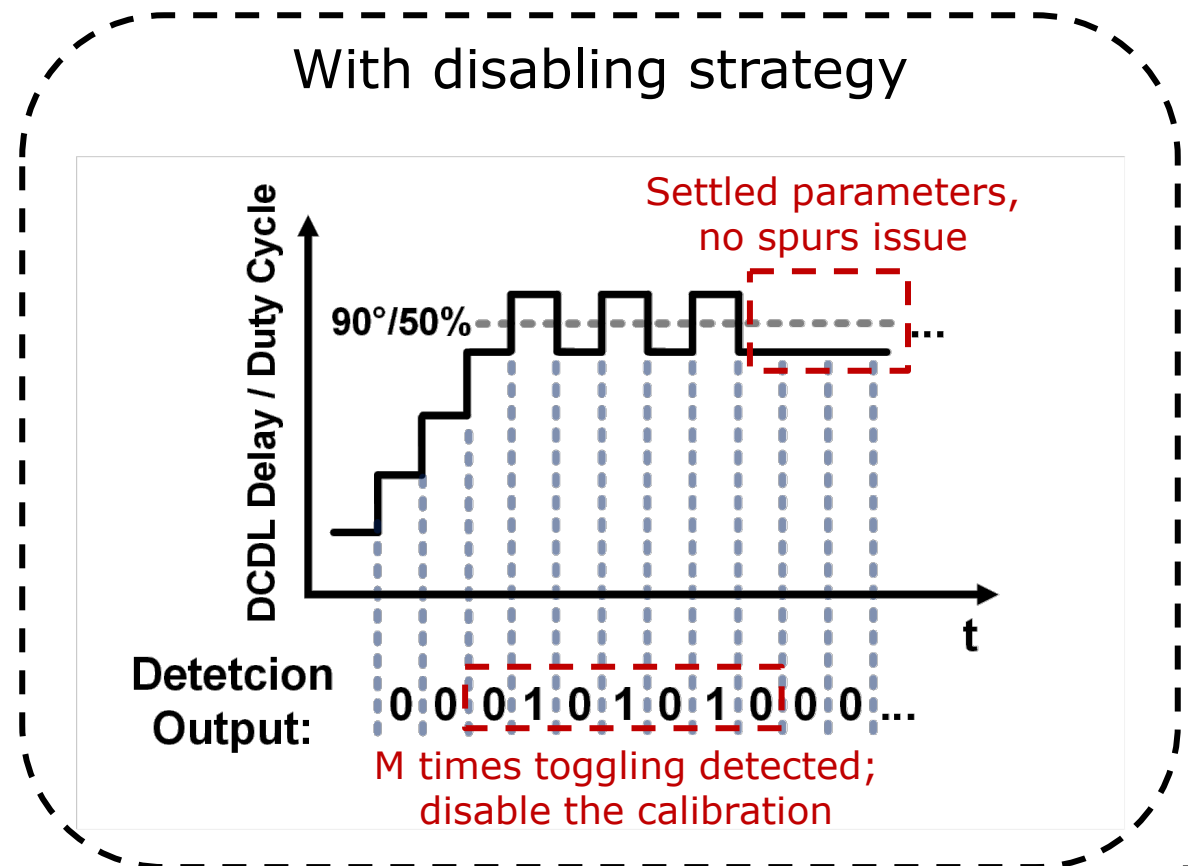 With disabling strategy
Settled parameters,
no spurs issue
DCDL Delay / Duty Cycle
90°/50%
...
t
Detetcion
Output:
0 0 0 1 0 1 0 1 0 0 0 ...
M times toggling detected;
disable the calibration